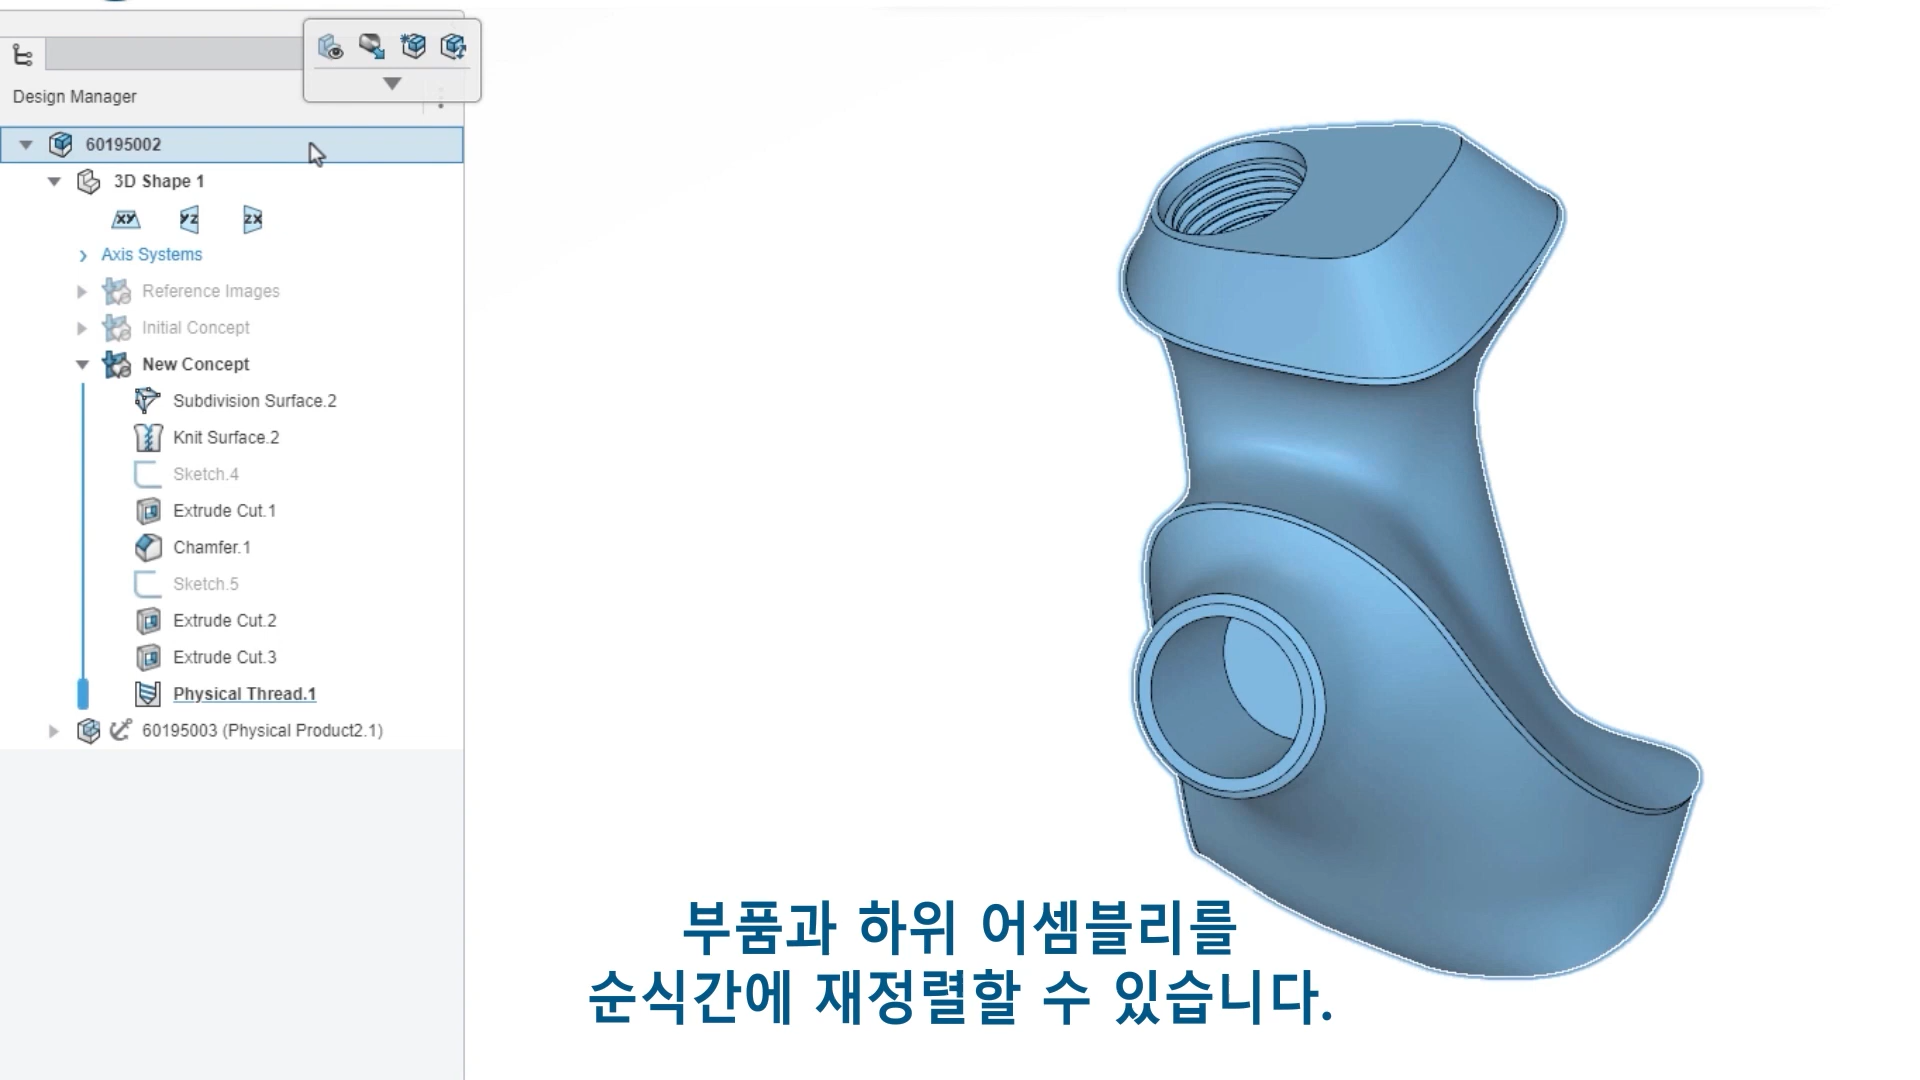 Design Manager
60195002
3D Shape 1
XY YZ ZX
Axis Systems
Reference Images
Initial Concept
New Concept
Subdivision Surface.2
Knit Surface.2
Sketch.4
Extrude Cut.1
Chamfer.1
Sketch.5
Extrude Cut.2
Extrude Cut.3
Physical Thread.1
60195003 (Physical Product2.1)
부품과 하위 어셈블리를
순식간에 재정렬할 수 있습니다.